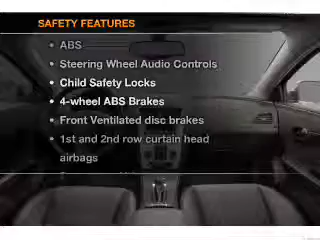 SAFETY FEATURES
• ABS
• Steering Wheel Audio Controls
• Child Safety Locks
• 4-wheel ABS Brakes
• Front Ventilated disc brakes
• 1st and 2nd row curtain head
airbags